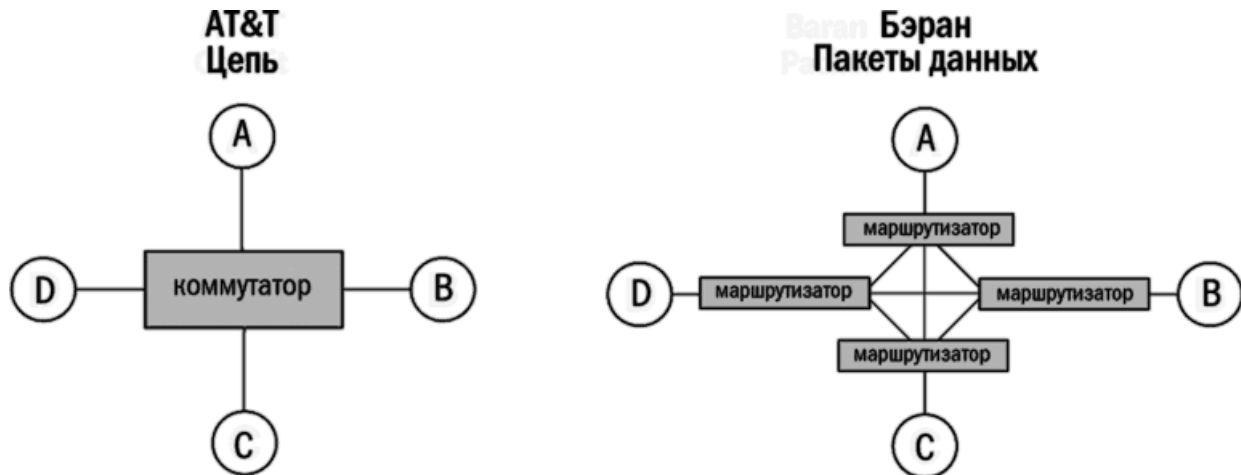 AT&T
Цепь
A
D
коммутатор
B
C
Бэран
Пакеты данных
A
маршрутизатор
D
маршрутизатор
маршрутизатор
B
маршрутизатор
C